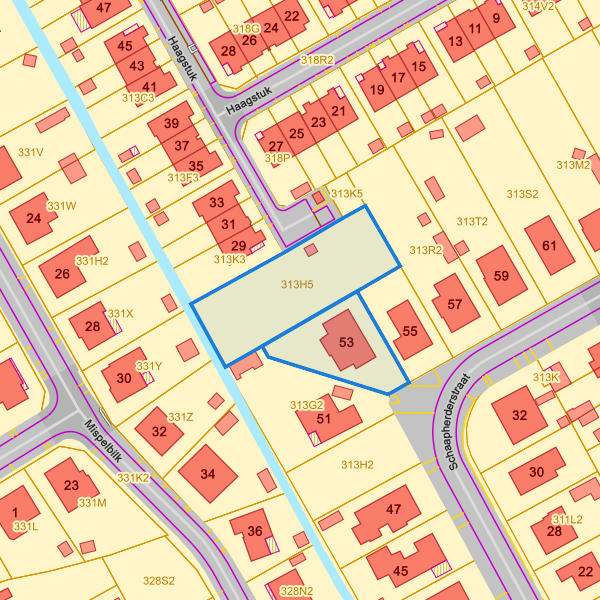 47
318G
28
26
24
22
314V2
13
11
9
45
43
41
313C3
Haagstuk
318R2
19
17
15
Haagstuk
39
37
35
313F3
27
25
23
21
318P
331V
313M2
331W
24
33
31
29
313K3
313K5
313S2
313T2
313R2
61
59
57
26
331H2
313H5
28
331X
53
55
331Y
30
313K
32
331Z
32
313G2
51
Schaapherderstraat
Mispelbilk
34
313H2
30
331K2
23
331M
1
331L
36
47
311L2
28
45
22
328S2
328N2